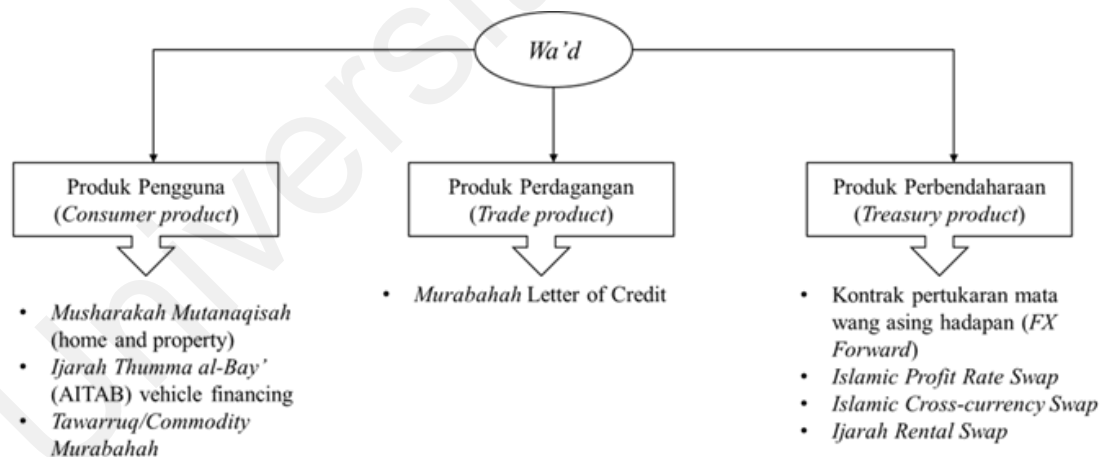 Wa’d
Produk Pengguna
(Consumer product)
Produk Perdagangan
(Trade product)
Produk Perbendaharaan
(Treasury product)
• Musharakah Mutanaqisah
(home and property)
• Ijarah Thumma al-Bay’
(AITAB) vehicle financing
• Tawarruq/Commodity
Murabahah
• Murabahah Letter of Credit
• Kontrak pertukaran mata
wang asing hadapan (FX
Forward)
• Islamic Profit Rate Swap
• Islamic Cross-currency Swap
• Ijarah Rental Swap